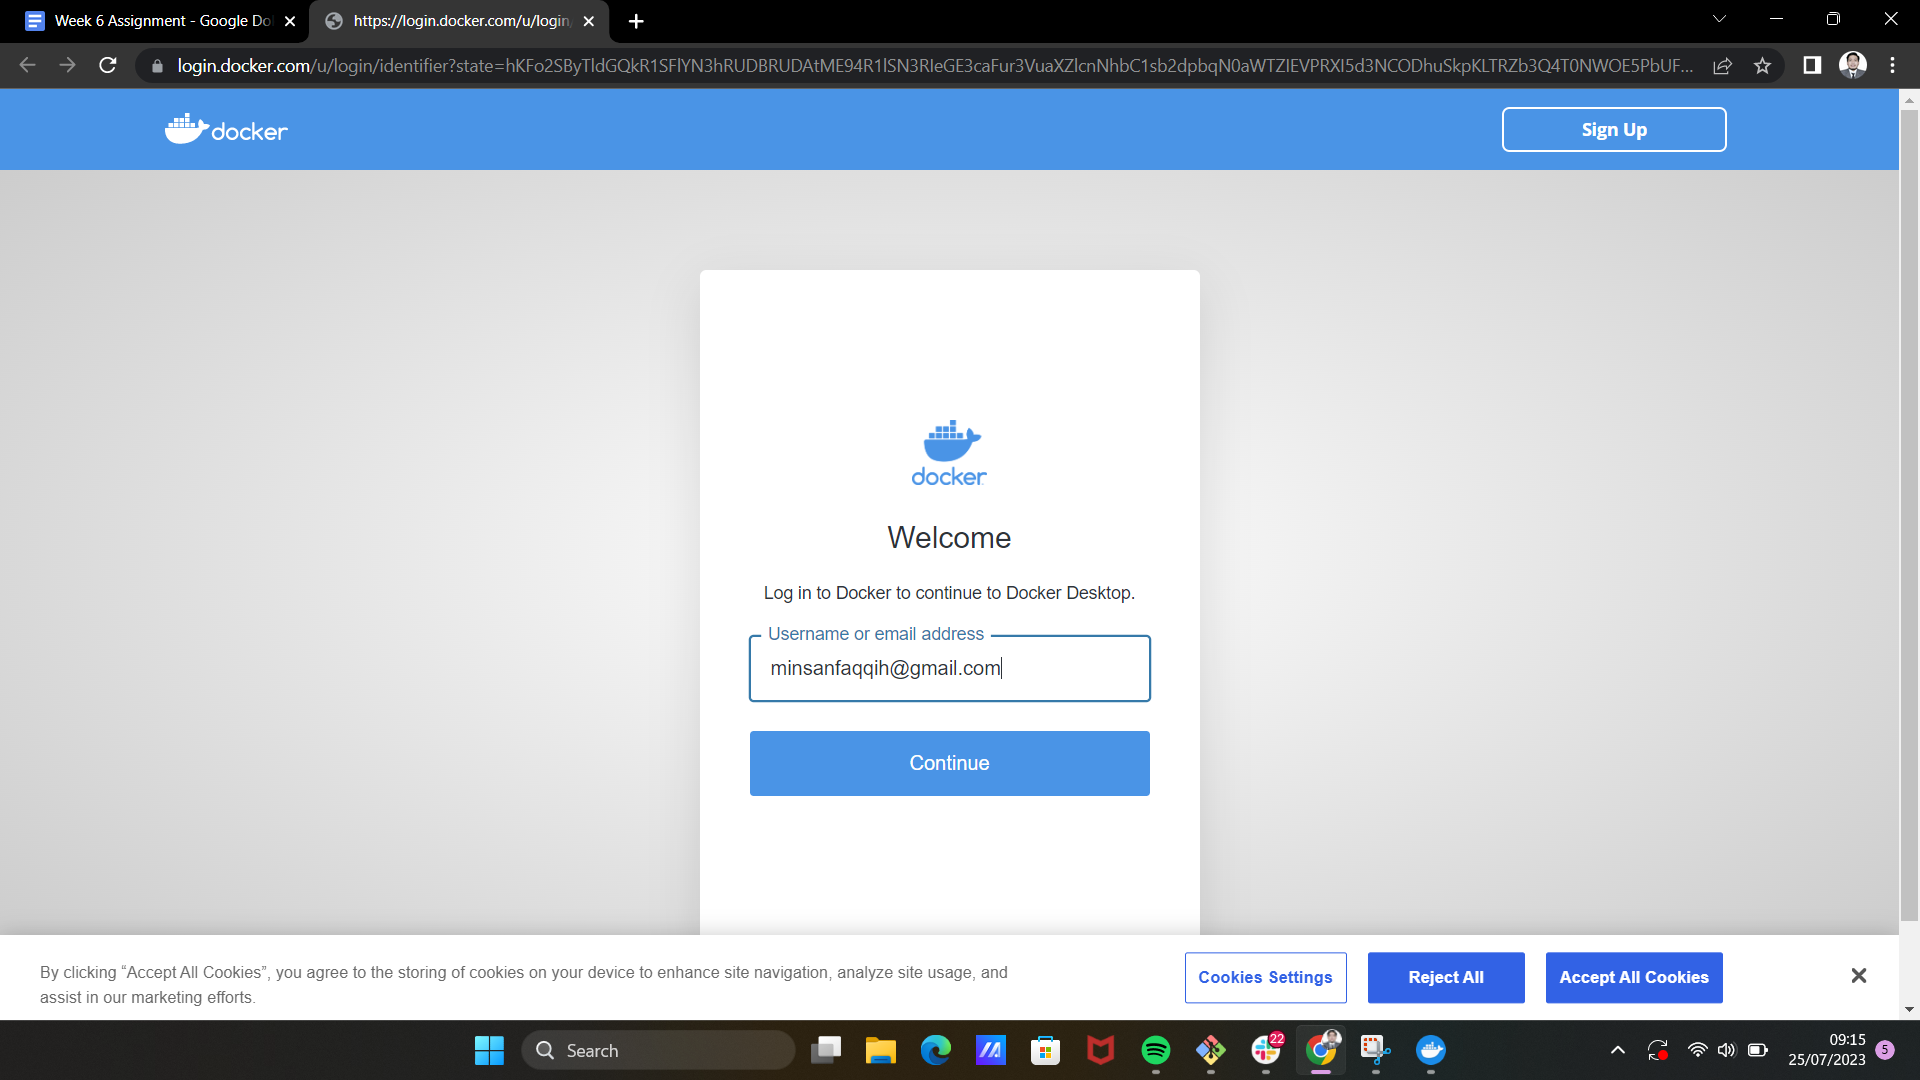 Week 6 Assignment - Google Do
https://login.docker.com/u/login
login.docker.com/u/login/identifier?state=
docker
Sign Up
docker
Welcome
Log in to Docker to continue to Docker Desktop.
Username or email address
minsanfaqqih@gmail.com
Continue
By clicking “Accept All Cookies”, you agree to the storing of cookies on your device to enhance site navigation, analyze site usage, and
assist in our marketing efforts.
Cookies Settings
Reject All
Accept All Cookies
Search
22
09:15
25/07/2023
5